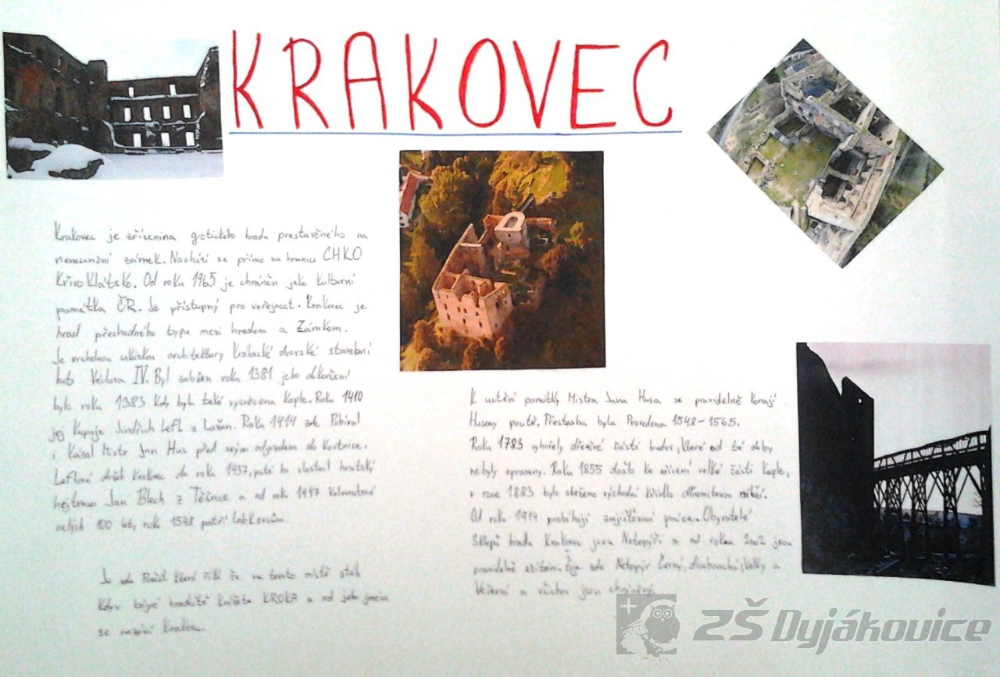 KRAKOVEC
Krakovec je zřícenina gotického hradu prestavěného na
renesanční zámek. Nachází se přímo na hranici CHKO
Křivoklátsko. Od roku 1965 je chráněn jako kulturní
památka ČR. Je přístupný pro veřejnost. Krakovec je
hrad přechodného typu mezi hradem a Zámkem.
Je vrcholnou ukázkou architektury Královské dvorské stavební
huti Václava IV. Byl založen roku 1381 jeho dokončení
bylo roku 1383 Kdy byla také vysvěcena Kaple. Roku 1410
jej Kupuje Jindřich Lefl z Lažan. Roku 1414 zde Pobýval
i Kázal Mistr Jan Hus před svým odjezdem do Kostnice.
Leflové drželi Krakovec do roku 1437, poté ho vlastnil husitský
hejtman Jan Bloch z Těšnice a od roku 1447 Kolowratové
celých 100 let, rok 1548 patří Lobkovicům.
Je zde Pověst Která říká že na tomto místě stálo
Kdysi bájné hradiště Knížete KROKA a od jeho jména
se nazývá Krakovec.
K uctění památky Mistra Jana Husa se pravidelně Konají
Husovy poutě. Přestavba byla Provedena 1548-1565.
Roku 1783 vyhořely dřevěné části budov, Které od té doby
nebyly opraveny. Roku 1855 došlo ke zřícení velké části Kaple,
v roce 1883 bylo strženo východní křídlo
Od roku 1914 probíhají zajišťovací práce. Obyvatelé
Sklepů hradu Krakovec jsou Netopýři a od roku 2002 jsou
pravidelně sčítáni. Žije zde Netopýr Černý, dlouhouchý, Velký a
Večerní a všichni jsou chráněný.
ZŠ Dyjákovice